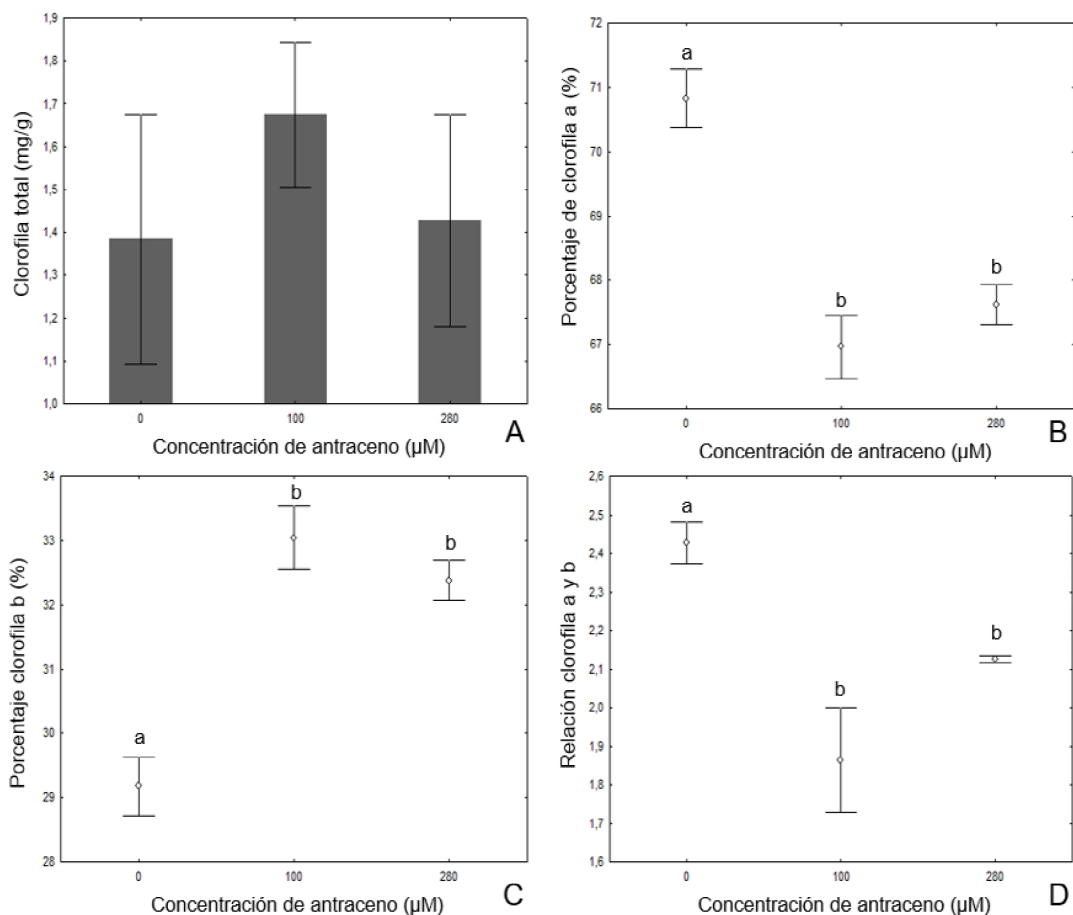 Clorofila total (mg/g)
1,9
1,8
1,7
1,6
1,5
1,4
1,3
1,2
1,1
1,0
0
100
280
Concentración de antraceno (µM)
A
Porcentaje de clorofila a (%)
72
71
70
69
68
67
66
a
b
b
0
100
280
Concentración de antraceno (µM)
B
Porcentaje clorofila b (%)
34
33
32
31
30
29
28
a
b
b
0
100
280
Concentración de antraceno (µM)
C
Relación clorofila a y b
2,6
2,5
2,4
2,3
2,2
2,1
2,0
1,9
1,8
1,7
1,6
a
b
b
0
100
280
Concentración de antraceno (µM)
D